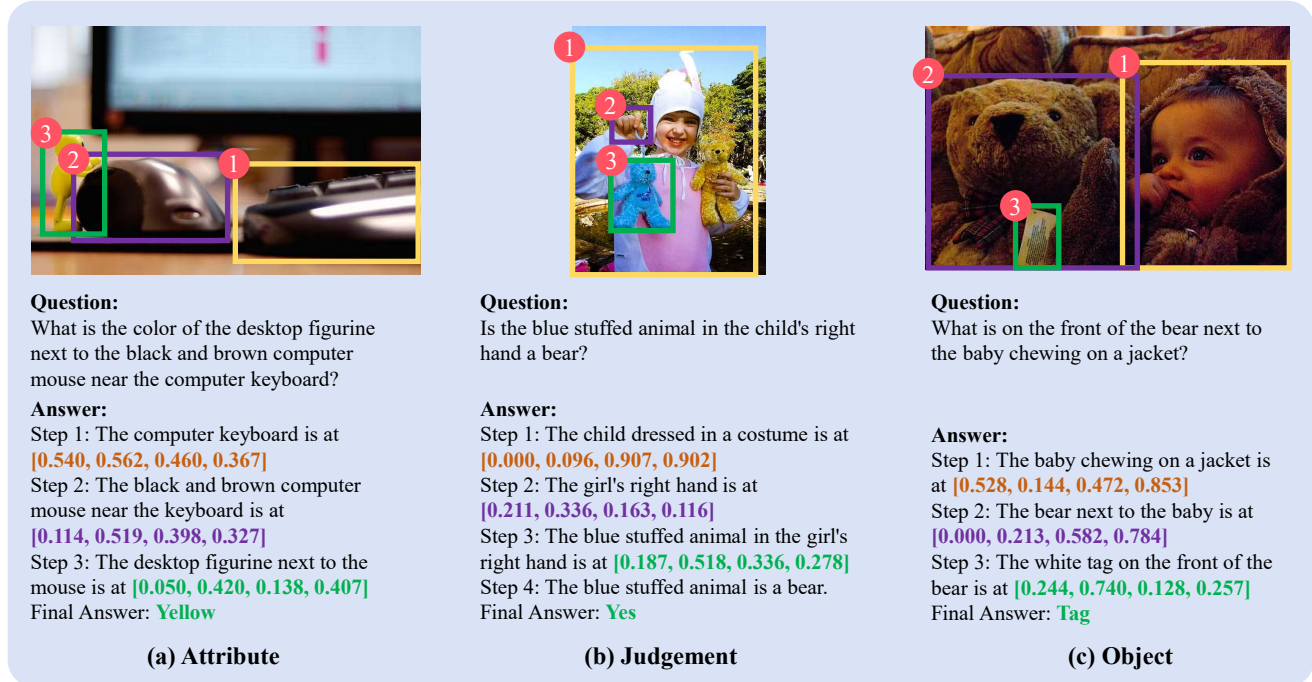 3
2
1
1
2
3
2
1
3
Question:
What is the color of the desktop figurine
next to the black and brown computer
mouse near the computer keyboard?
Answer:
Step 1: The computer keyboard is at
[0.540, 0.562, 0.460, 0.367]
Step 2: The black and brown computer
mouse near the keyboard is at
[0.114, 0.519, 0.398, 0.327]
Step 3: The desktop figurine next to the
mouse is at [0.050, 0.420, 0.138, 0.407]
Final Answer: Yellow
(a) Attribute
Question:
Is the blue stuffed animal in the child's right
hand a bear?
Answer:
Step 1: The child dressed in a costume is at
[0.000, 0.096, 0.907, 0.902]
Step 2: The girl's right hand is at
[0.211, 0.336, 0.163, 0.116]
Step 3: The blue stuffed animal in the girl's
right hand is at [0.187, 0.518, 0.336, 0.278]
Step 4: The blue stuffed animal is a bear.
Final Answer: Yes
(b) Judgement
Question:
What is on the front of the bear next to
the baby chewing on a jacket?
Answer:
Step 1: The baby chewing on a jacket is
at [0.528, 0.144, 0.472, 0.853]
Step 2: The bear next to the baby is at
[0.000, 0.213, 0.582, 0.784]
Step 3: The white tag on the front of the
bear is at [0.244, 0.740, 0.128, 0.257]
Final Answer: Tag
(c) Object